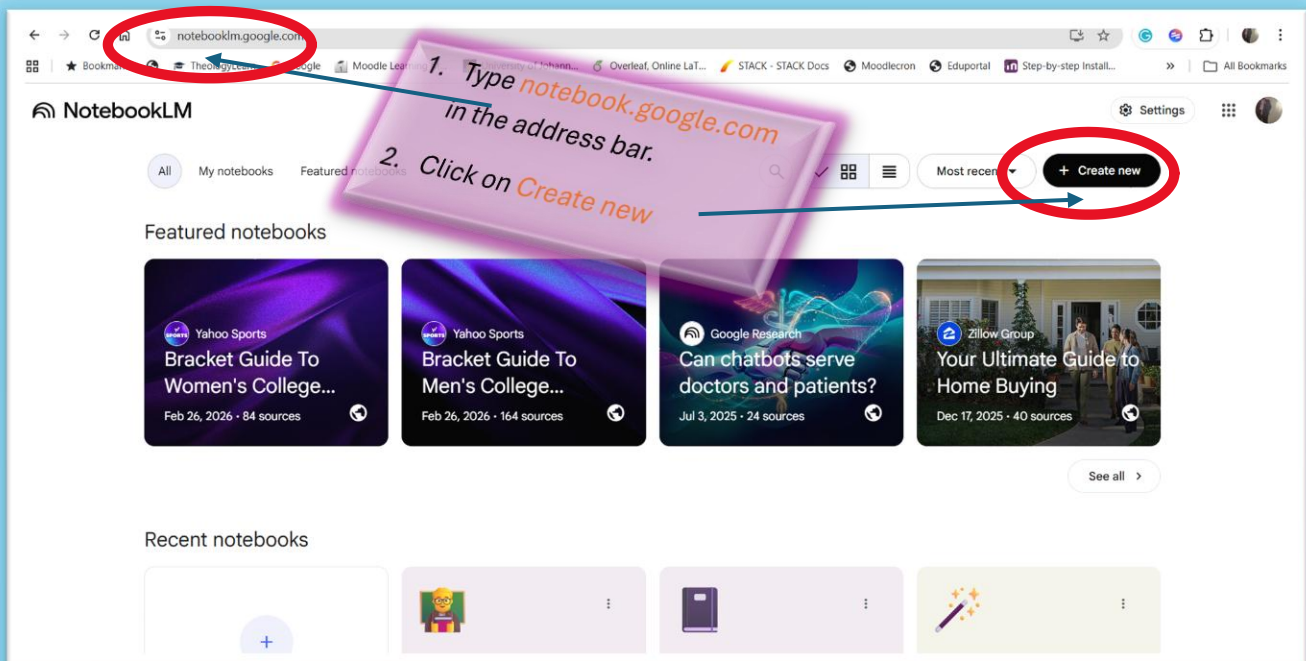 notebooklm.google.com
Google
Moodle
Overleaf, Online LaT...
STACK - STACK Docs
Moodlecron
Eduportal
Step-by-step Install...
»
All Bookmarks
NotebookLM
Settings
1. Type notebook.google.com
in the address bar.
2. Click on Create new
All
My notebooks
Featured notebooks
Most recent
+ Create new
Featured notebooks
Yahoo Sports
Bracket Guide To
Women's College...
Feb 26, 2026 · 84 sources
Yahoo Sports
Bracket Guide To
Men's College...
Feb 26, 2026 · 164 sources
Google Research
Can chatbots serve
doctors and patients?
Jul 3, 2025 · 24 sources
Zillow Group
Your Ultimate Guide to
Home Buying
Dec 17, 2025 · 40 sources
See all >
Recent notebooks
+